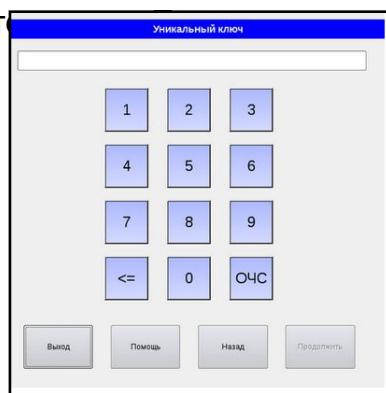 Уникальный ключ
1 2 3
4 5 6
7 8 9
<= 0 ОЧС
Выход Помощь Назад Продолжить